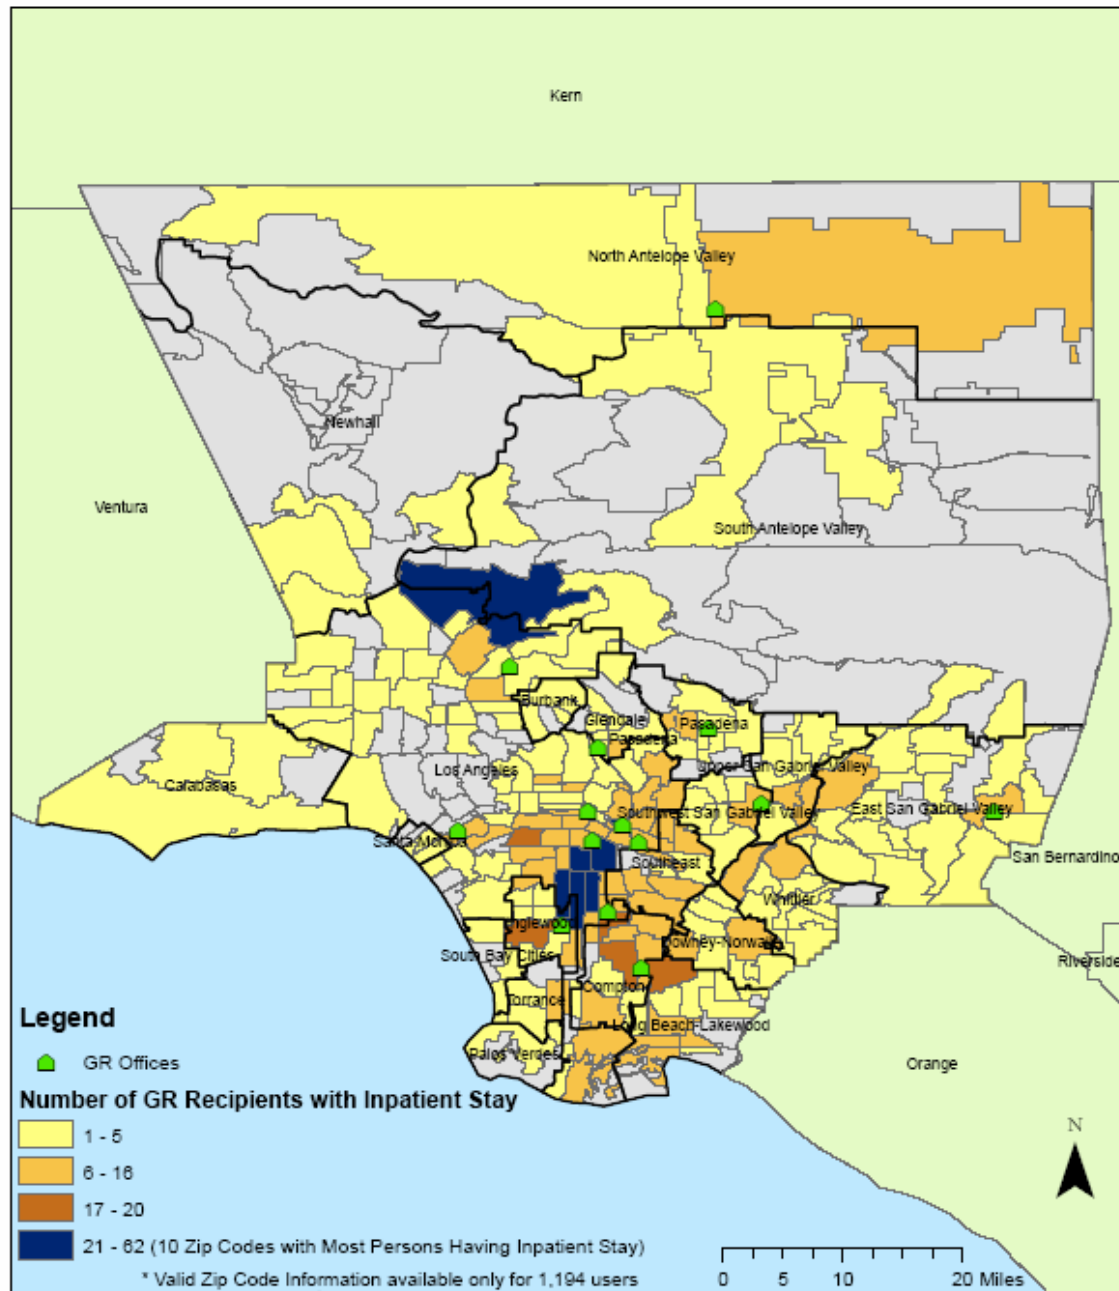 Kern
North Antelope Valley
Newhall
Ventura
South Antelope Valley
Burbank
Glendale
Pasadena
Pasadena
Upper San Gabriel Valley
Los Angeles
Calabasas
East San Gabriel Valley
Southwest San Gabriel Valley
Santa Monica
San Bernardino
Southeast
Whittier
Inglewood
Downey-Norwalk
South Bay Cities
Riverside
Compton
Torrance
Long Beach-Lakewood
Palos Verdes
Orange
Legend
GR Offices
Number of GR Recipients with Inpatient Stay
1 - 5
6 - 16
17 - 20
21 - 62 (10 Zip Codes with Most Persons Having Inpatient Stay)
* Valid Zip Code Information available only for 1,194 users
N
0 5 10 20 Miles